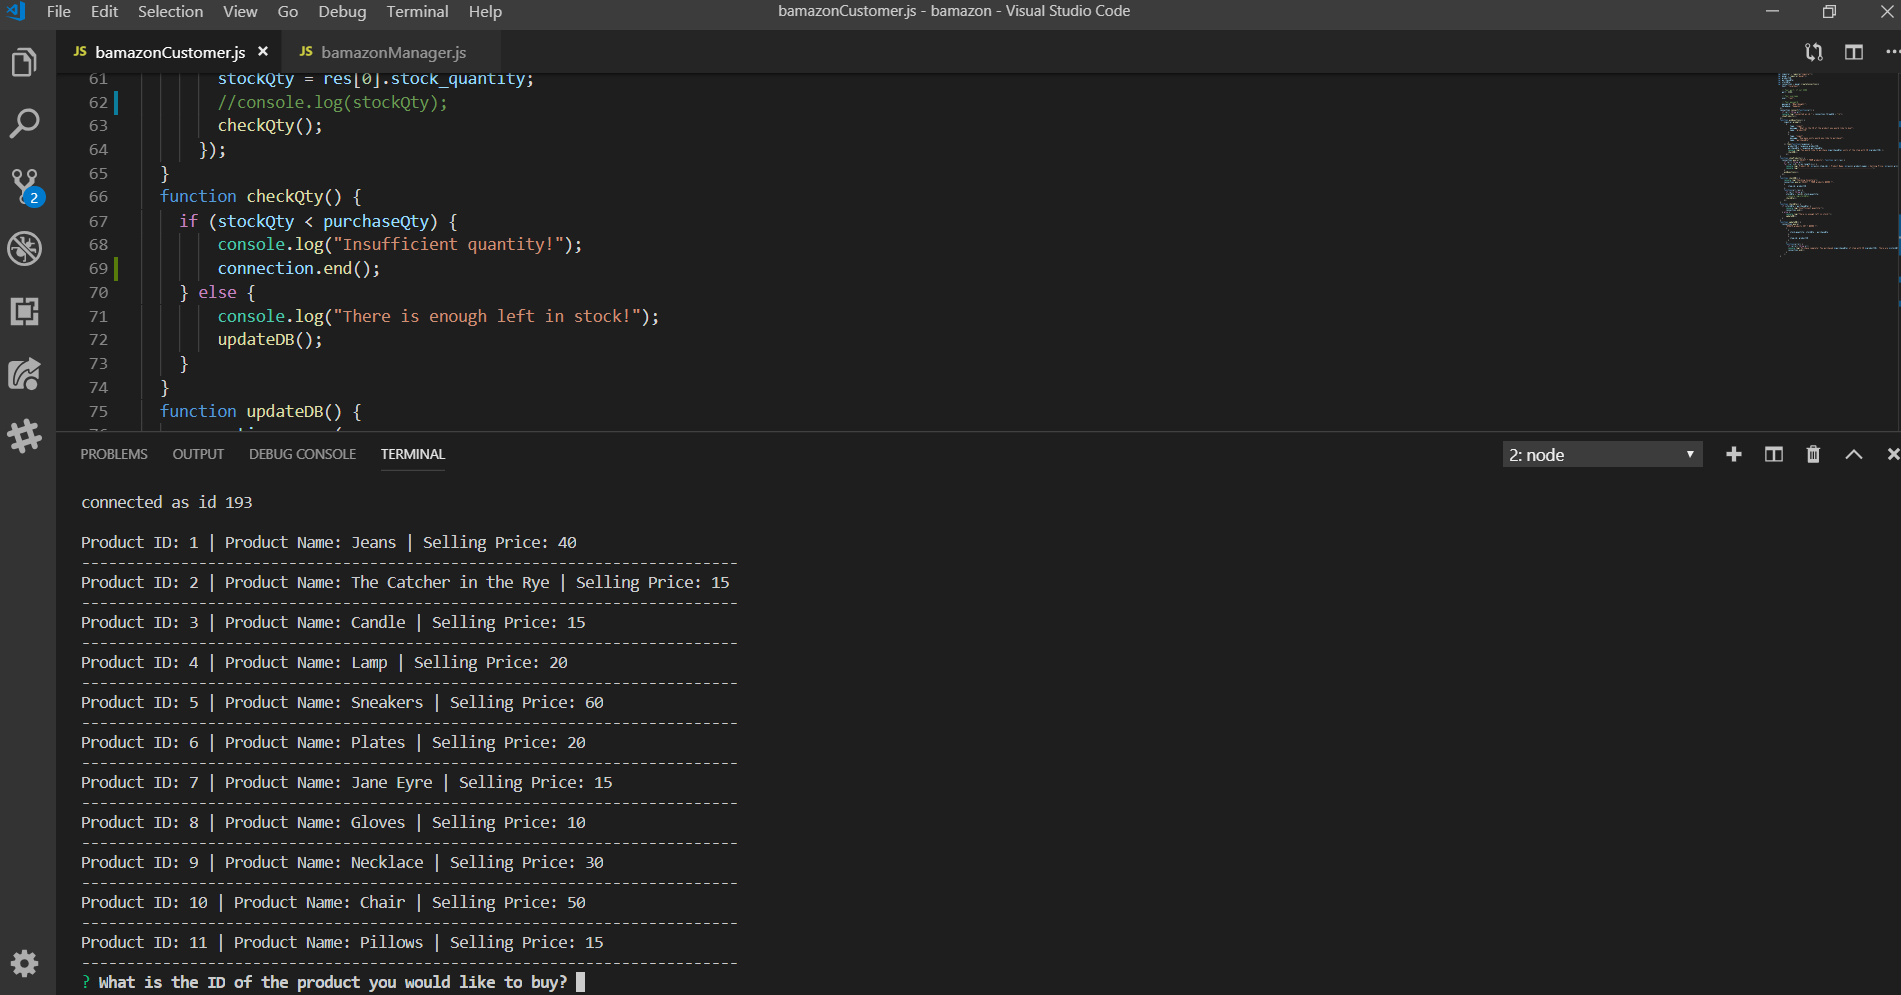 File Edit Selection View Go Debug Terminal Help bamazonCustomer.js - bamazon - Visual Studio Code
JS bamazonCustomer.js × JS bamazonManager.js
61 stockQty = res[0].stock_quantity;
62 //console.log(stockQty);
63 checkQty();
64 });
65 }
66 function checkQty() {
67 if (stockQty < purchaseQty) {
68 console.log("Insufficient quantity!");
69 connection.end();
70 } else {
71 console.log("There is enough left in stock!");
72 updateDB();
73 }
74 }
75 function updateDB() {
2
PROBLEMS OUTPUT DEBUG CONSOLE TERMINAL 2: node
connected as id 193
Product ID: 1 | Product Name: Jeans | Selling Price: 40
-------------------------------------------------------------------------
Product ID: 2 | Product Name: The Catcher in the Rye | Selling Price: 15
-------------------------------------------------------------------------
Product ID: 3 | Product Name: Candle | Selling Price: 15
-------------------------------------------------------------------------
Product ID: 4 | Product Name: Lamp | Selling Price: 20
-------------------------------------------------------------------------
Product ID: 5 | Product Name: Sneakers | Selling Price: 60
-------------------------------------------------------------------------
Product ID: 6 | Product Name: Plates | Selling Price: 20
-------------------------------------------------------------------------
Product ID: 7 | Product Name: Jane Eyre | Selling Price: 15
-------------------------------------------------------------------------
Product ID: 8 | Product Name: Gloves | Selling Price: 10
-------------------------------------------------------------------------
Product ID: 9 | Product Name: Necklace | Selling Price: 30
-------------------------------------------------------------------------
Product ID: 10 | Product Name: Chair | Selling Price: 50
-------------------------------------------------------------------------
Product ID: 11 | Product Name: Pillows | Selling Price: 15
-------------------------------------------------------------------------
? What is the ID of the product you would like to buy?